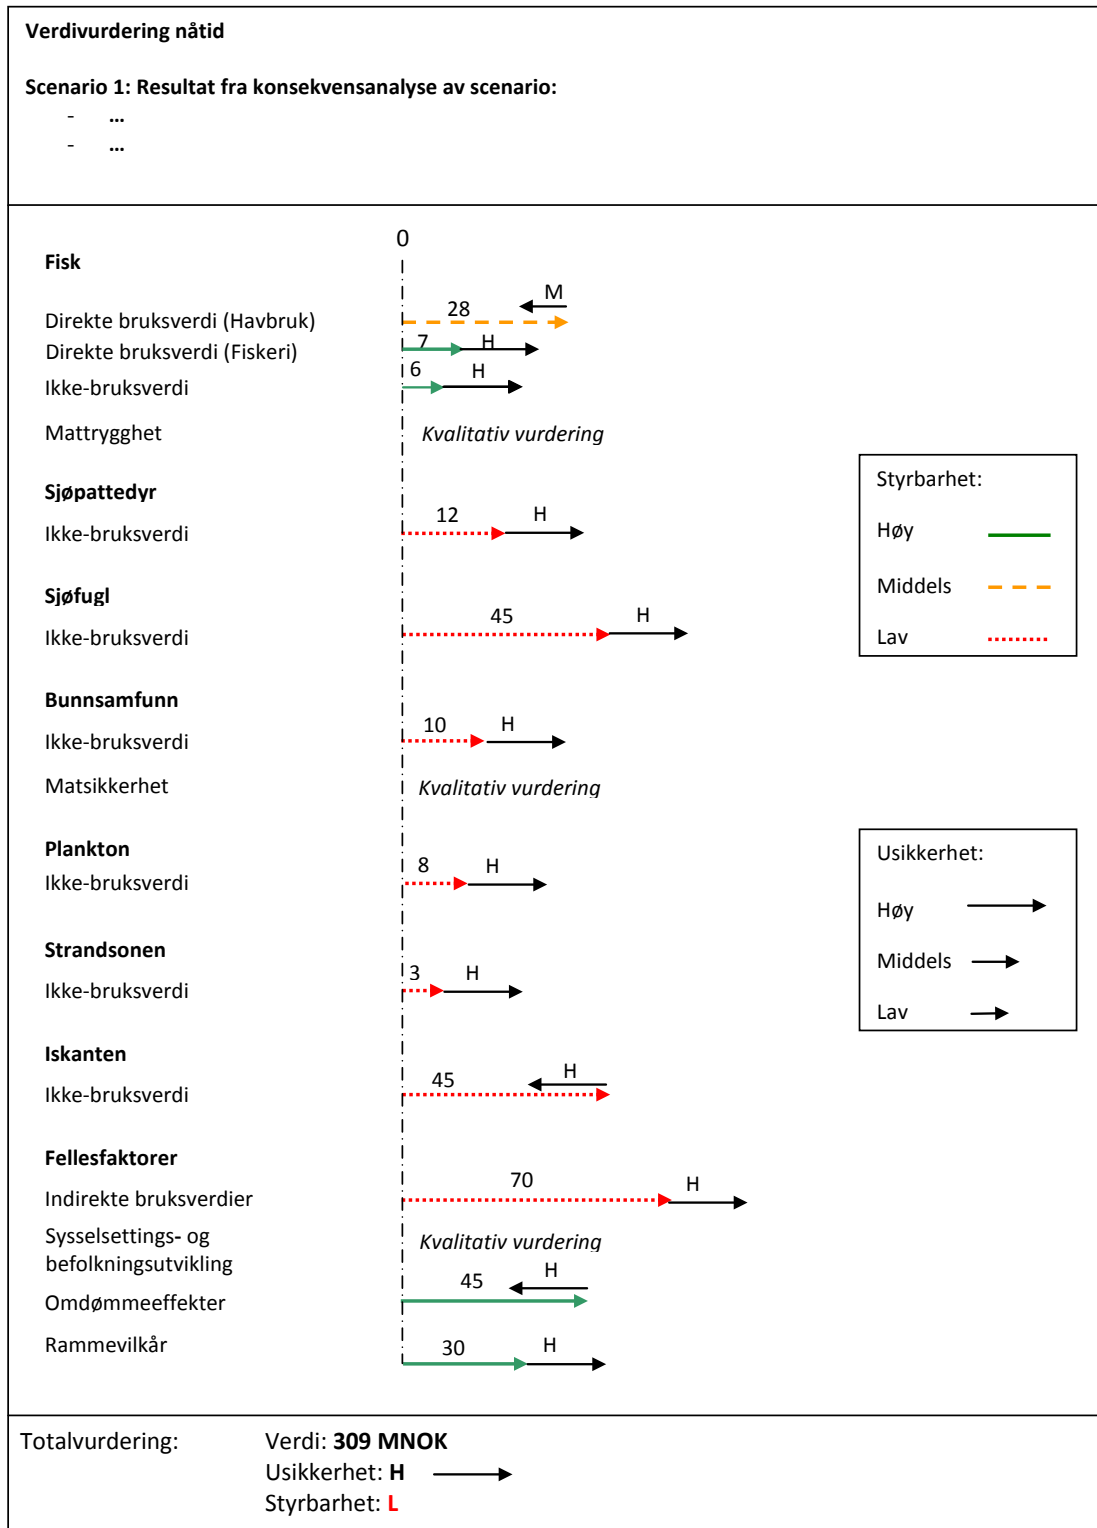 Verdivurdering nåtid
Scenario 1: Resultat fra konsekvensanalyse av scenario:
- ...
- ...
0
Fisk
M
28
Direkte bruksverdi (Havbruk)
7 H
Direkte bruksverdi (Fiskeri)
6 H
Ikke-bruksverdi
Mattrygghet Kvalitativ vurdering
Sjøpattedyr
12 H
Ikke-bruksverdi
Sjøfugl
45 H
Ikke-bruksverdi
Bunnsamfunn
10 H
Ikke-bruksverdi
Matsikkerhet Kvalitativ vurdering
Plankton
8 H
Ikke-bruksverdi
Strandsonen
3 H
Ikke-bruksverdi
Iskanten
45 H
Ikke-bruksverdi
Fellesfaktorer
70 H
Indirekte bruksverdier
Sysselsettings- og
befolkningsutvikling
Kvalitativ vurdering
45 H
Omdømmeeffekter
Rammevilkår
30 H
Styrbarhet:
Høy
Middels
Lav
Usikkerhet:
Høy
Middels
Lav
Totalvurdering: Verdi: 309 MNOK
Usikkerhet: H
Styrbarhet: L